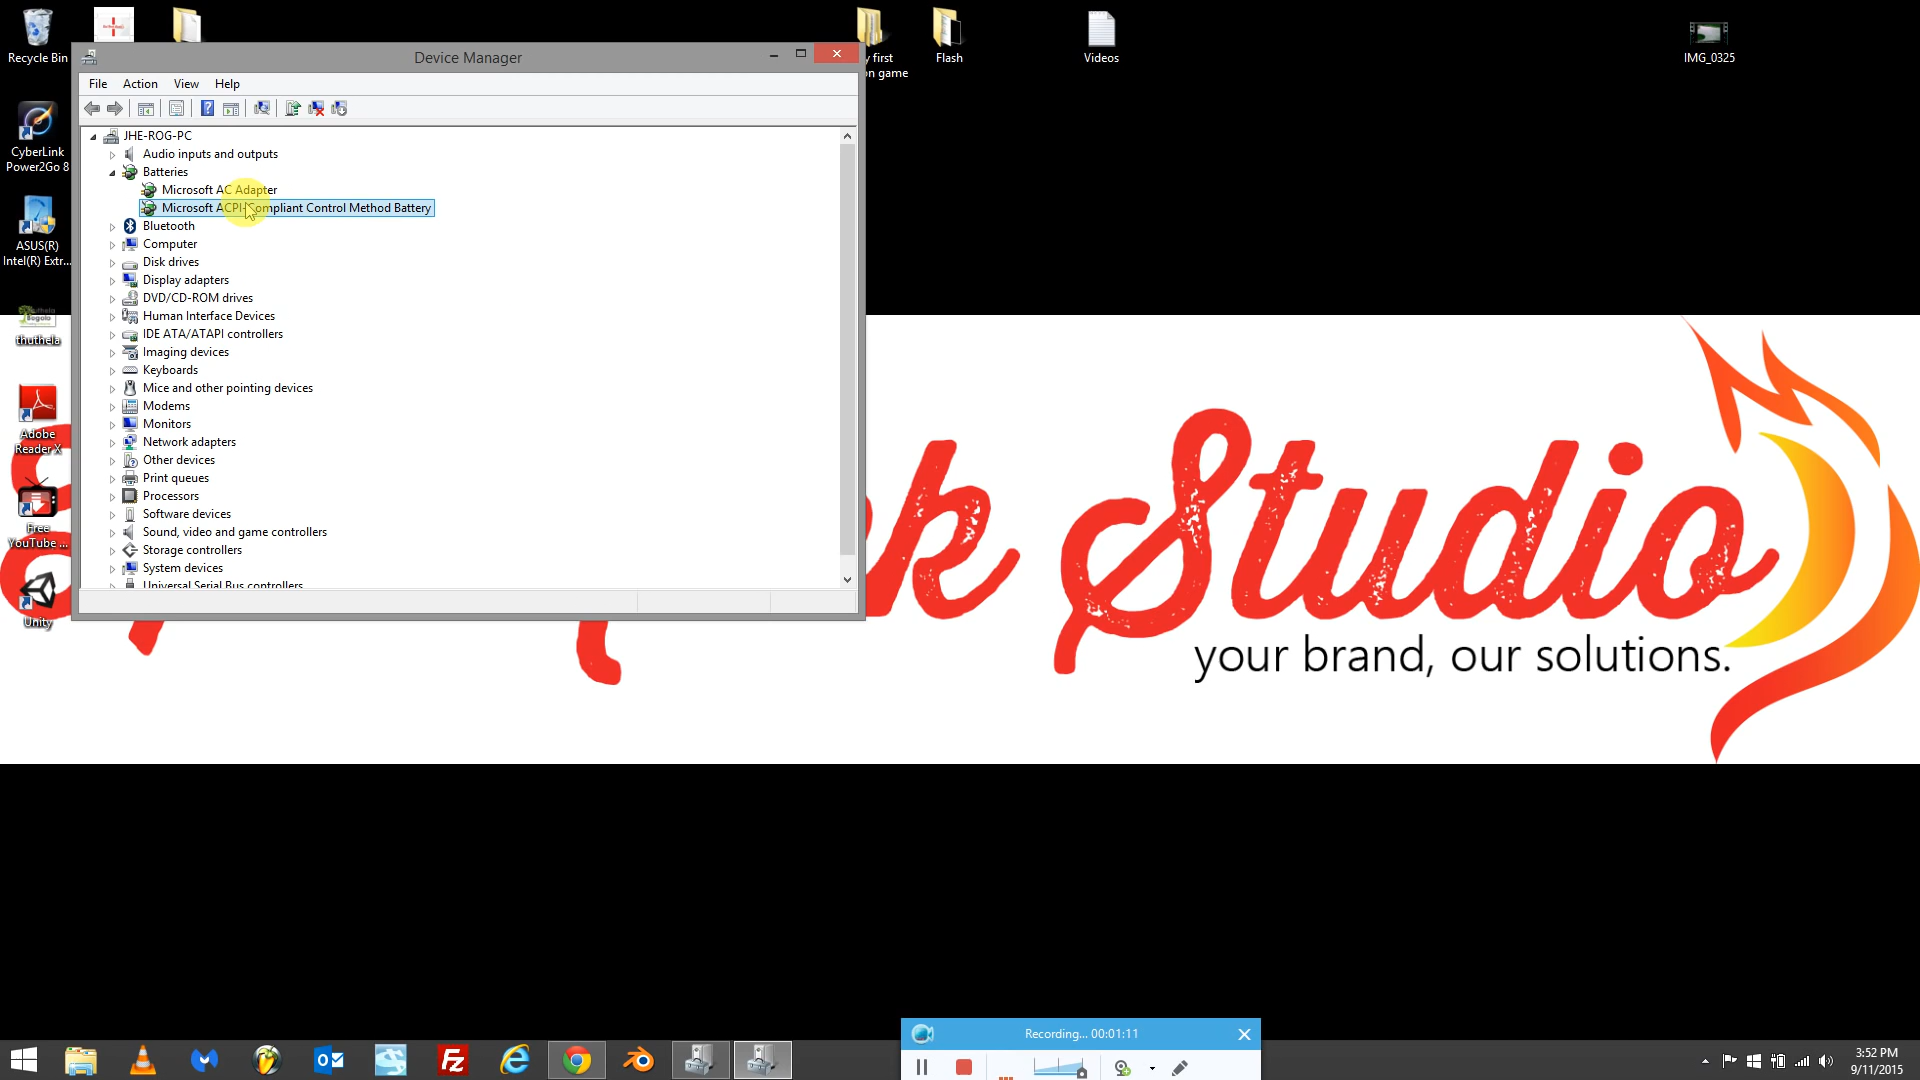 Recycle Bin
y first
on game
Flash
Videos
IMG_0325
Device Manager
File Action View Help
JHE-ROG-PC
Audio inputs and outputs
Batteries
Microsoft AC Adapter
Microsoft ACPI-Compliant Control Method Battery
Bluetooth
Computer
Disk drives
Display adapters
DVD/CD-ROM drives
Human Interface Devices
IDE ATA/ATAPI controllers
Imaging devices
Keyboards
Mice and other pointing devices
Modems
Monitors
Network adapters
Other devices
Print queues
Processors
Software devices
Sound, video and game controllers
Storage controllers
System devices
Universal Serial Bus controllers
CyberLink
Power2Go 8
ASUS(R)
Intel(R) Extr...
thuthela
Adobe
Reader X
Free
YouTube ...
Unity
k Studio
your brand, our solutions.
Recording... 00:01:11
3:52 PM
9/11/2015